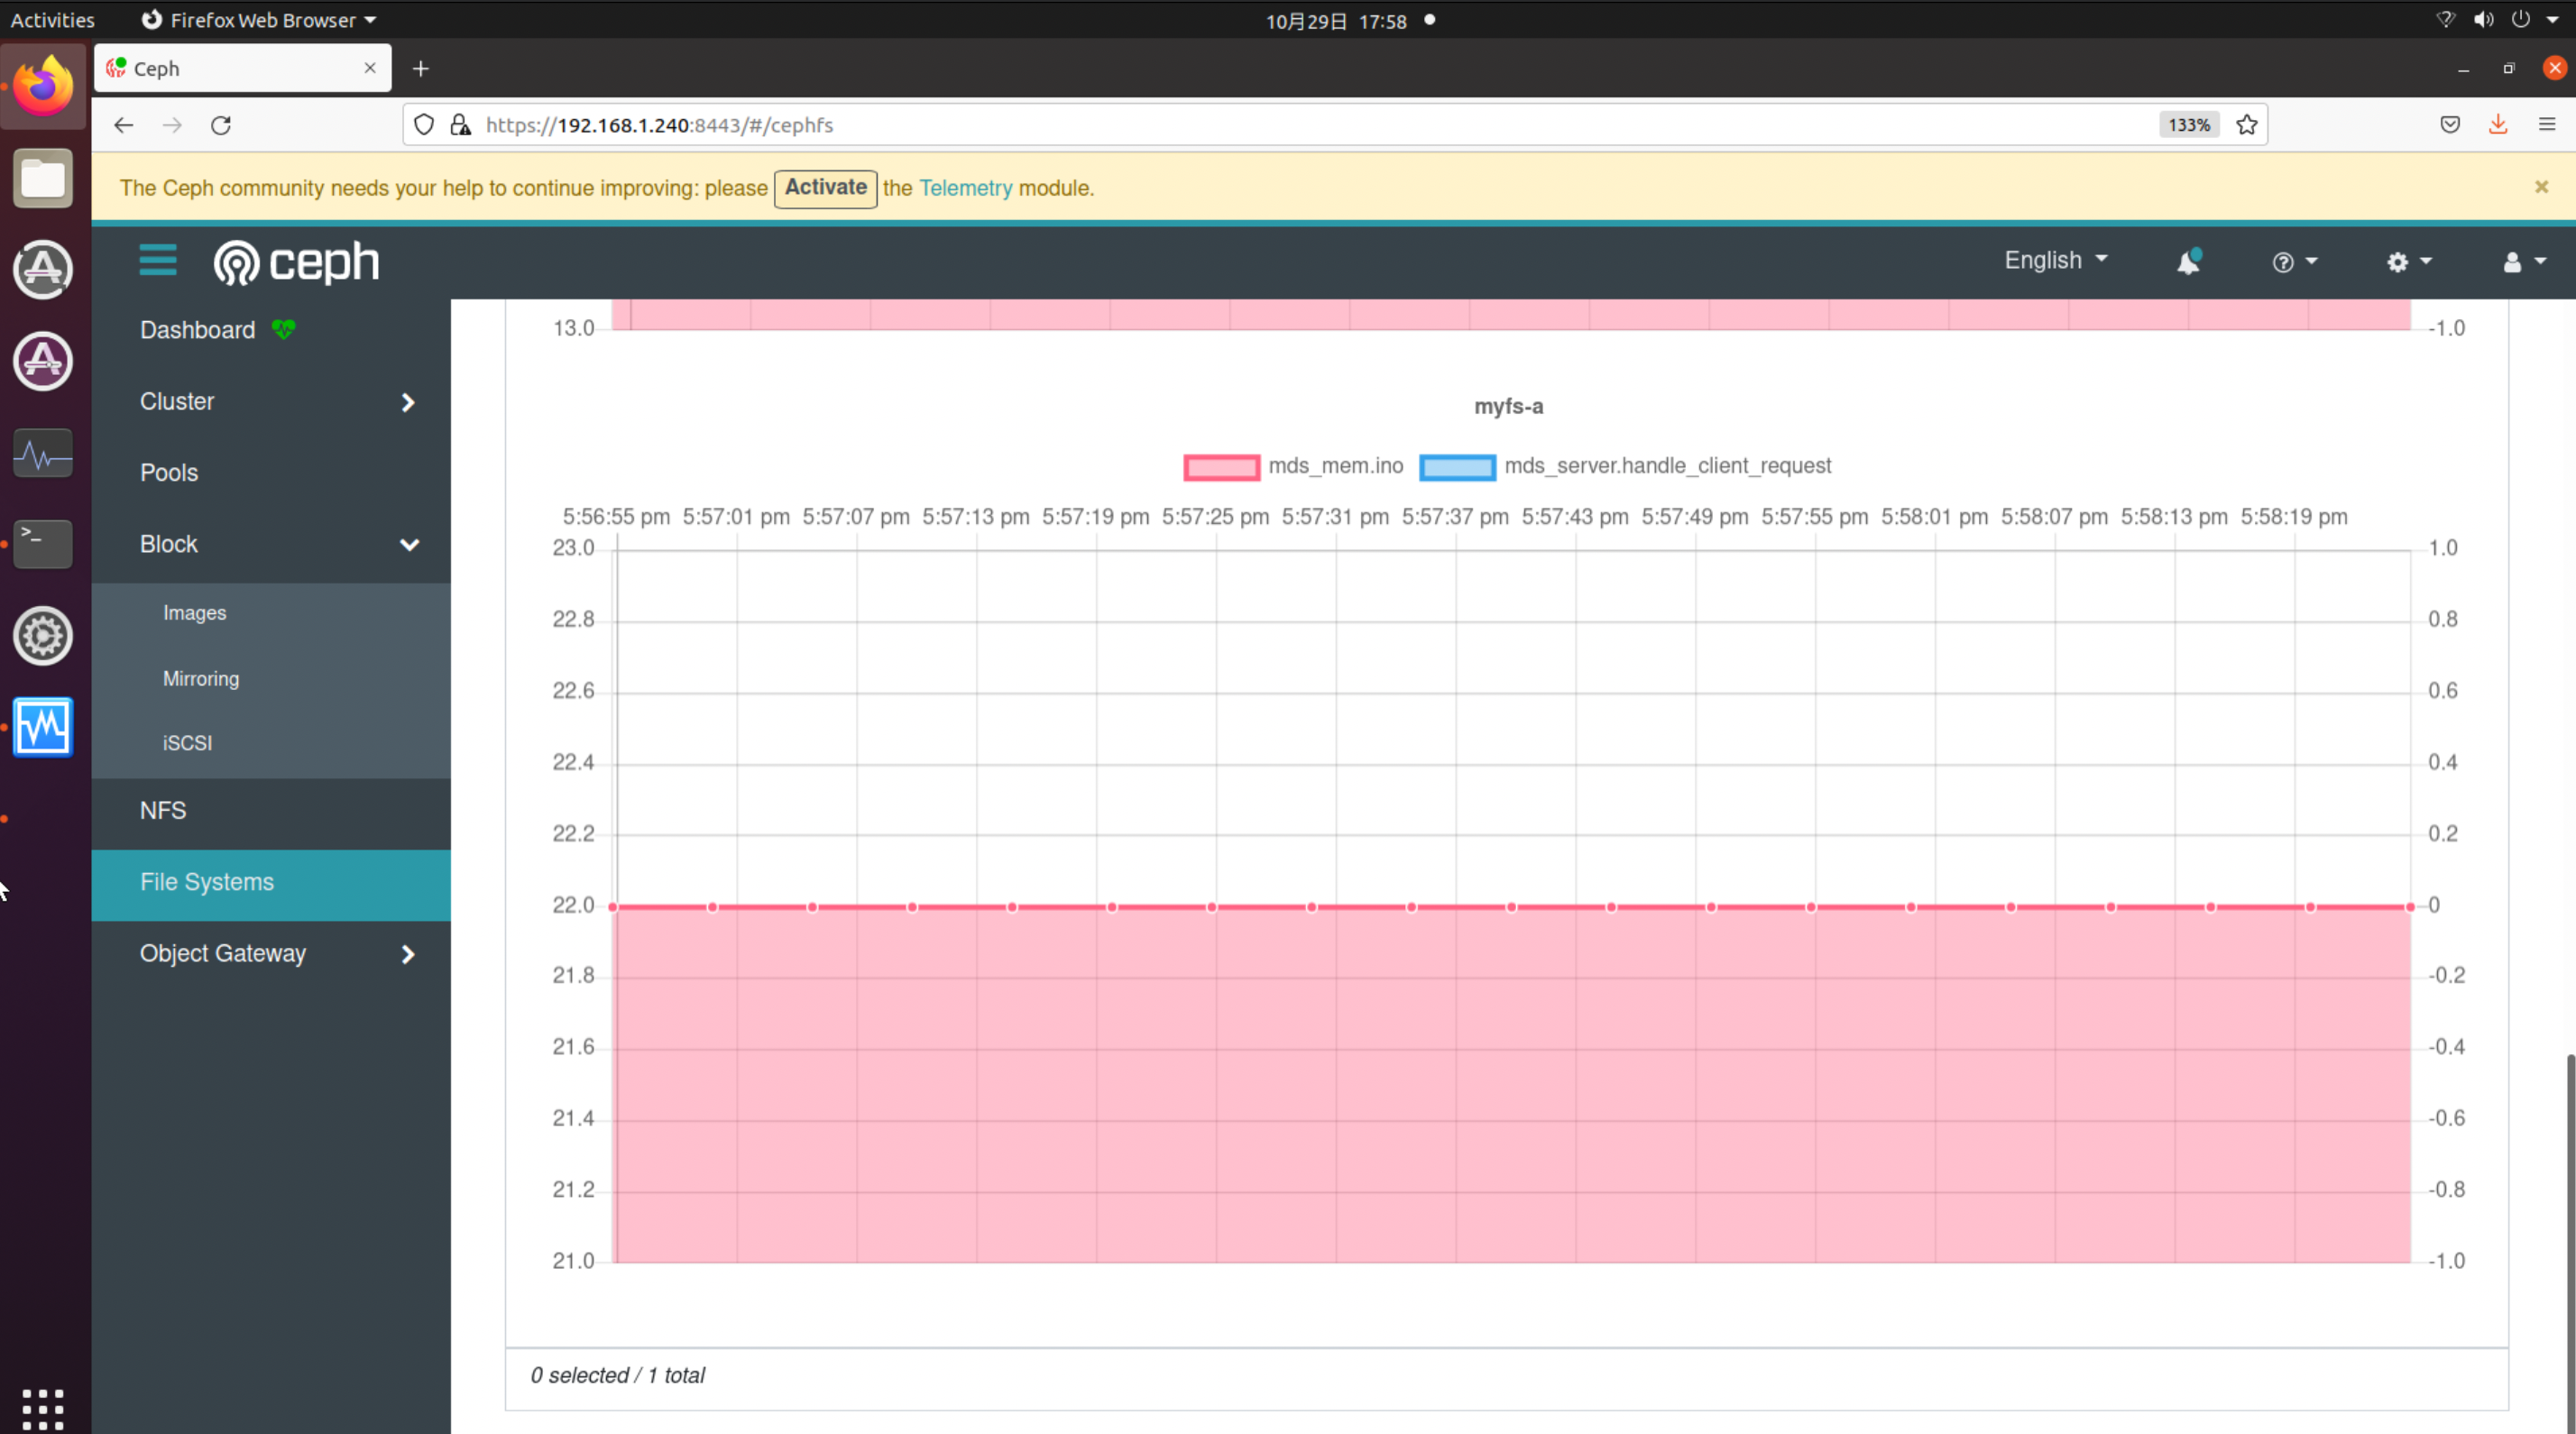 Activities Firefox Web Browser 10月29日 17:58
Ceph
https://192.168.1.240:8443/#/cephfs 133%
The Ceph community needs your help to continue improving: please Activate the Telemetry module.
ceph English
Dashboard
Cluster
Pools
Block
Images
Mirroring
iSCSI
NFS
File Systems
Object Gateway
13.0 -1.0
myfs-a
mds_mem.ino mds_server.handle_client_request
5:56:55 pm 5:57:01 pm 5:57:07 pm 5:57:13 pm 5:57:19 pm 5:57:25 pm 5:57:31 pm 5:57:37 pm 5:57:43 pm 5:57:49 pm 5:57:55 pm 5:58:01 pm 5:58:07 pm 5:58:13 pm 5:58:19 pm
23.0 1.0
22.8 0.8
22.6 0.6
22.4 0.4
22.2 0.2
22.0 0
21.8 -0.2
21.6 -0.4
21.4 -0.6
21.2 -0.8
21.0 -1.0
0 selected / 1 total